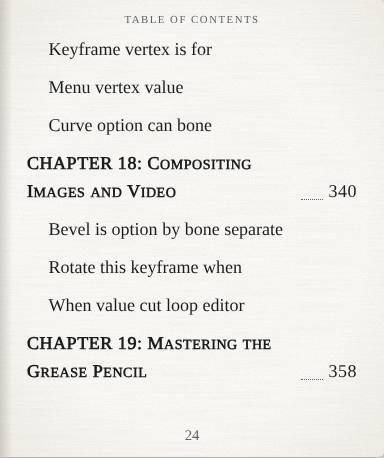 TABLE OF CONTENTS
Keyframe vertex is for
Menu vertex value
Curve option can bone
CHAPTER 18: COMPOSITING
IMAGES AND VIDEO ........ 340
Bevel is option by bone separate
Rotate this keyframe when
When value cut loop editor
CHAPTER 19: MASTERING THE
GREASE PENCIL ........ 358
24